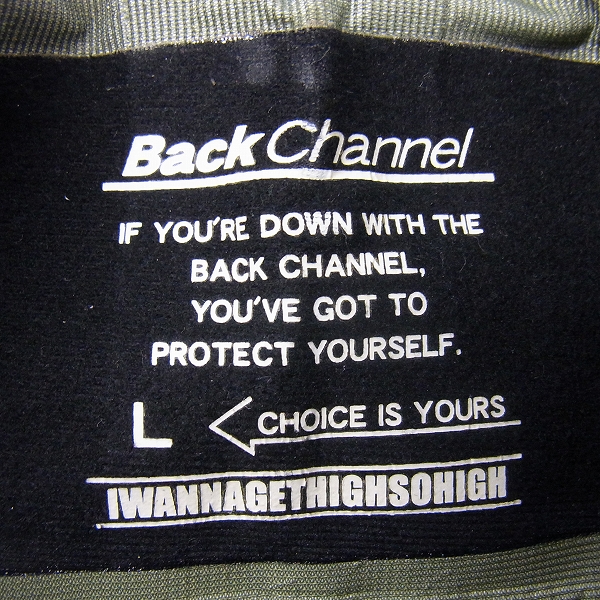 Back Channel
IF YOU'RE DOWN WITH THE
BACK CHANNEL,
YOU'VE GOT TO
PROTECT YOURSELF.
L CHOICE IS YOURS
IWANNAGETHIGHSOHIGH